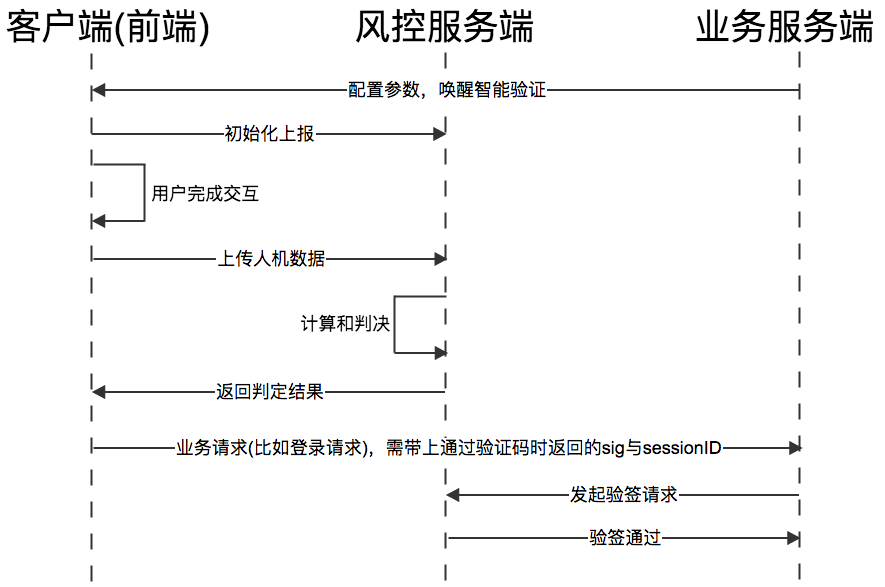 客户端(前端)
风控服务端
业务服务端
配置参数，唤醒智能验证
初始化上报
用户完成交互
上传人机数据
计算和判决
返回判定结果
业务请求(比如登录请求)，需带上通过验证码时返回的sig与sessionID
发起验签请求
验签通过